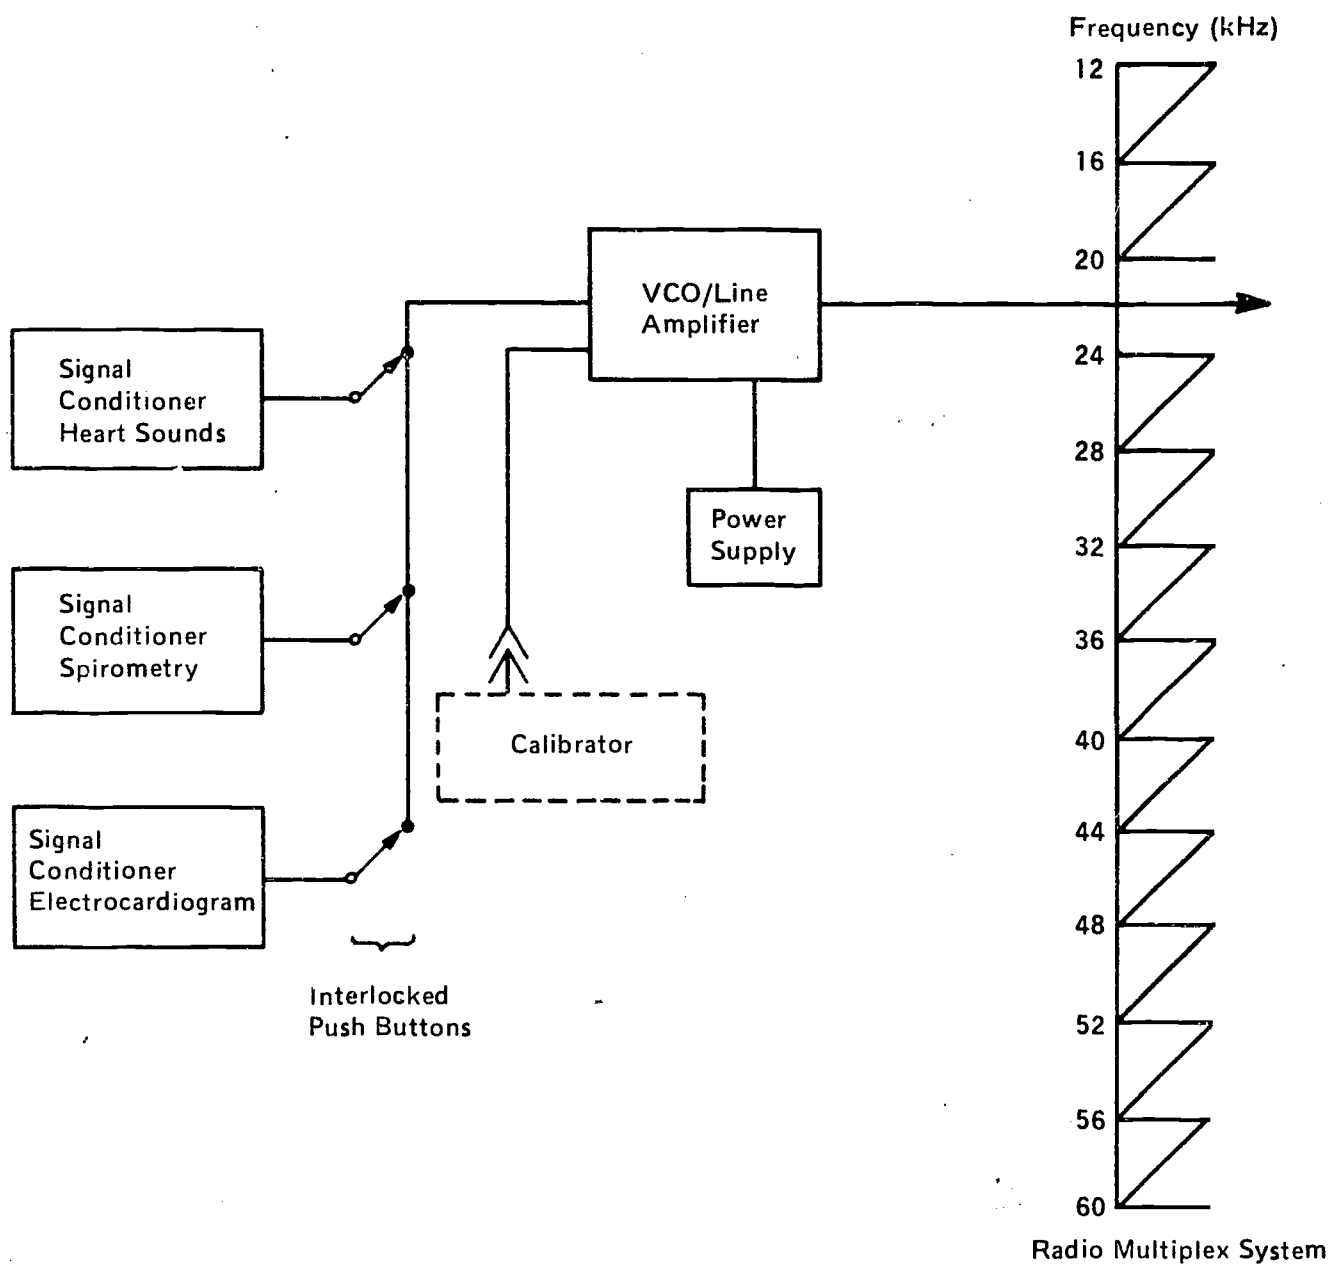 Frequency (kHz)
12
16
20
24
28
32
36
40
44
48
52
56
60
Radio Multiplex System
VCO/Line
Amplifier
Power
Supply
Signal
Conditioner
Heart Sounds
Signal
Conditioner
Spirometry
Signal
Conditioner
Electrocardiogram
Calibrator
Interlocked
Push Buttons